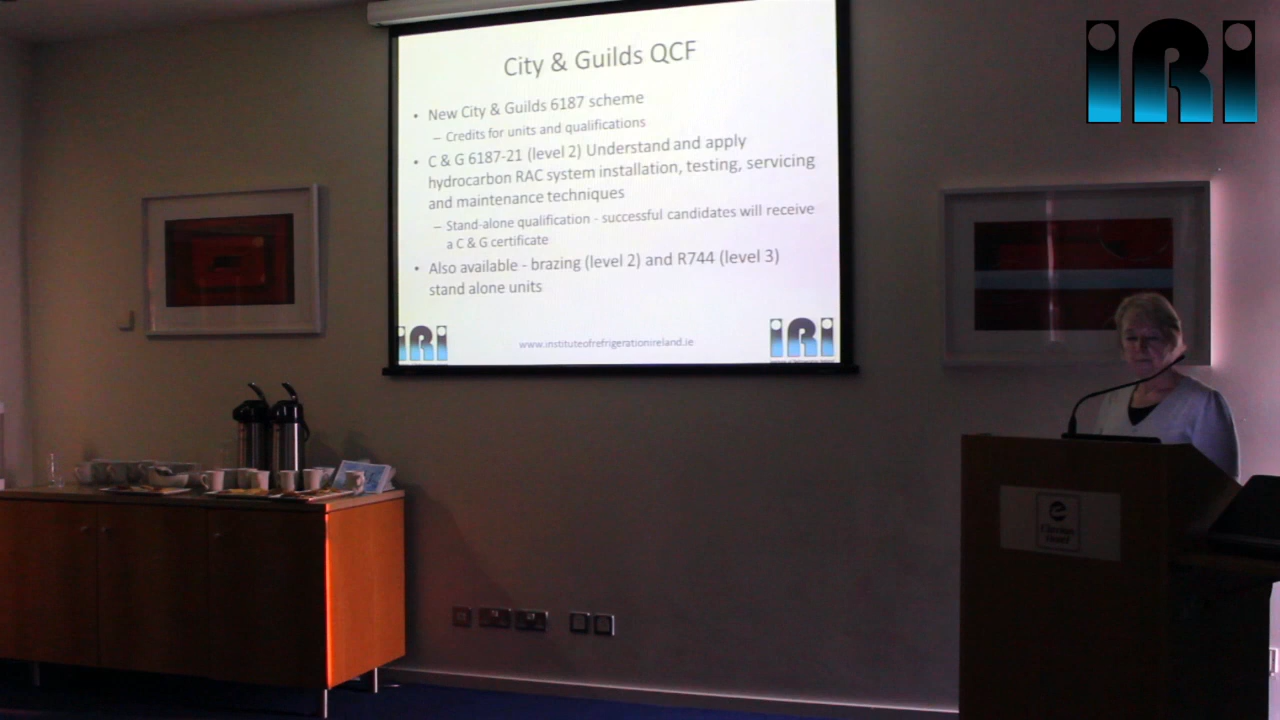 City & Guilds QCF
• New City & Guilds 6187 scheme
– Credits for units and qualifications
• C & G 6187-21 (level 2) Understand and apply
hydrocarbon RAC system installation, testing, servicing
and maintenance techniques
– Stand-alone qualification - successful candidates will receive
a C & G certificate
• Also available - brazing (level 2) and R744 (level 3)
stand alone units
iRi
www.instituteofrefrigerationireland.ie
iRi
iRi
Clarion
Hotel